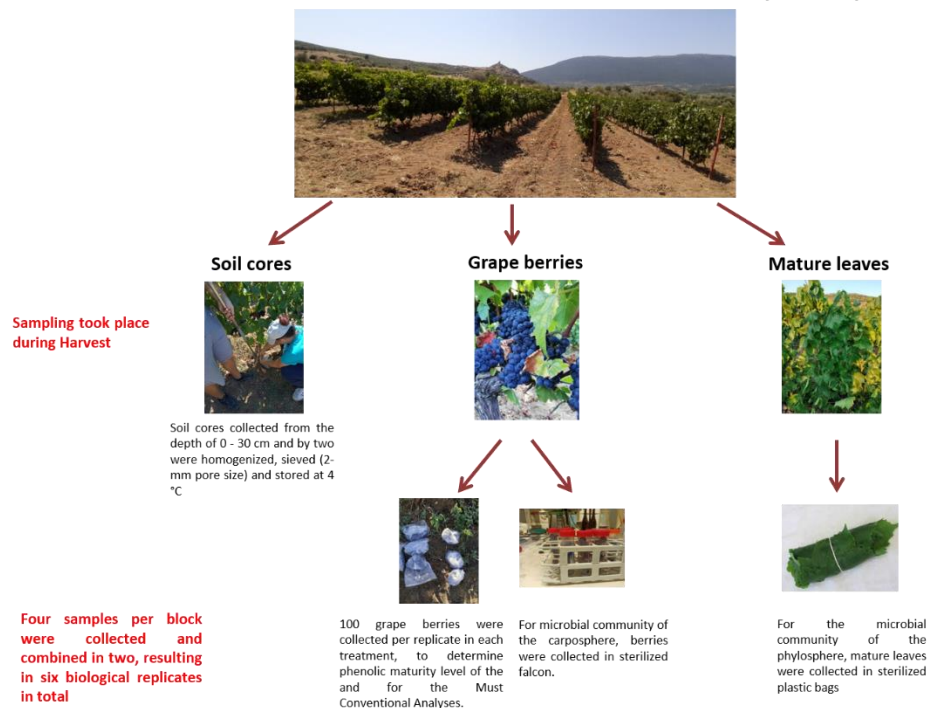 Soil cores
Grape berries
Mature leaves
Sampling took place
during Harvest
Soil cores collected from the
depth of 0 - 30 cm and by two
were homogenized, sieved (2-
mm pore size) and stored at 4
°C
Four samples per block
were collected and
combined in two, resulting
in six biological replicates
in total
100 grape berries were
collected per replicate in each
treatment, to determine
phenolic maturity level of the
and for the Must
Conventional Analyses.
For microbial community of
the carposphere, berries
were collected in sterilized
falcon.
For the microbial
community of the
phylosphere, mature leaves
were collected in sterilized
plastic bags